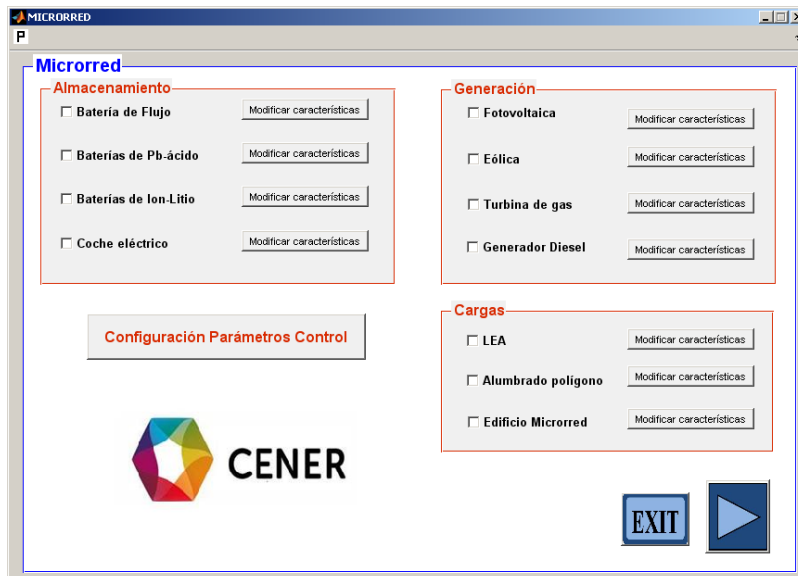 MICRORRED
P
Microrred
Almacenamiento
Batería de Flujo Modificar características
Baterías de Pb-ácido Modificar características
Baterías de Ion-Litio Modificar características
Coche eléctrico Modificar características
Generación
Fotovoltaica Modificar características
Eólica Modificar características
Turbina de gas Modificar características
Generador Diesel Modificar características
Configuración Parámetros Control
Cargas
LEA Modificar características
Alumbrado polígono Modificar características
Edificio Microrred Modificar características
CENER
EXIT